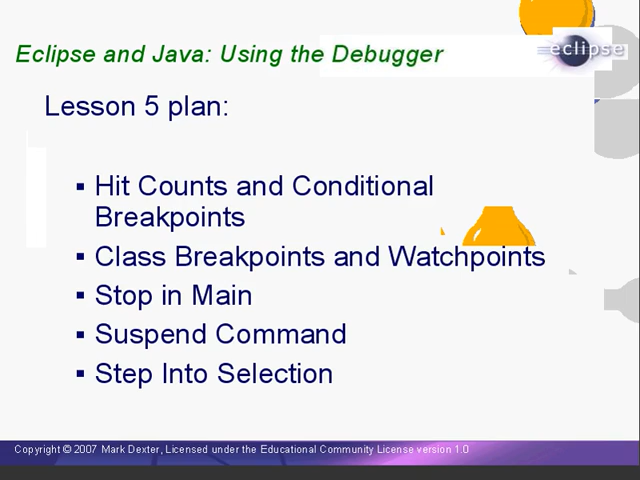 Eclipse and Java: Using the Debugger
eclipse
Lesson 5 plan:
▪ Hit Counts and Conditional
Breakpoints
▪ Class Breakpoints and Watchpoints
▪ Stop in Main
▪ Suspend Command
▪ Step Into Selection
Copyright © 2007 Mark Dexter, Licensed under the Educational Community License version 1.0